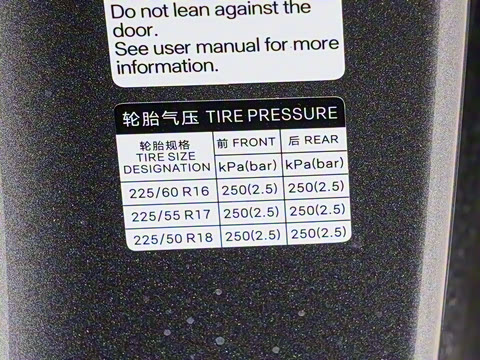 Do not lean against the
door.
See user manual for more
information.
轮胎气压 TIRE PRESSURE
轮胎规格
TIRE SIZE
DESIGNATION
前 FRONT 后 REAR
kPa(bar) kPa(bar)
225/60 R16 250(2.5) 250(2.5)
225/55 R17 250(2.5) 250(2.5)
225/50 R18 250(2.5) 250(2.5)